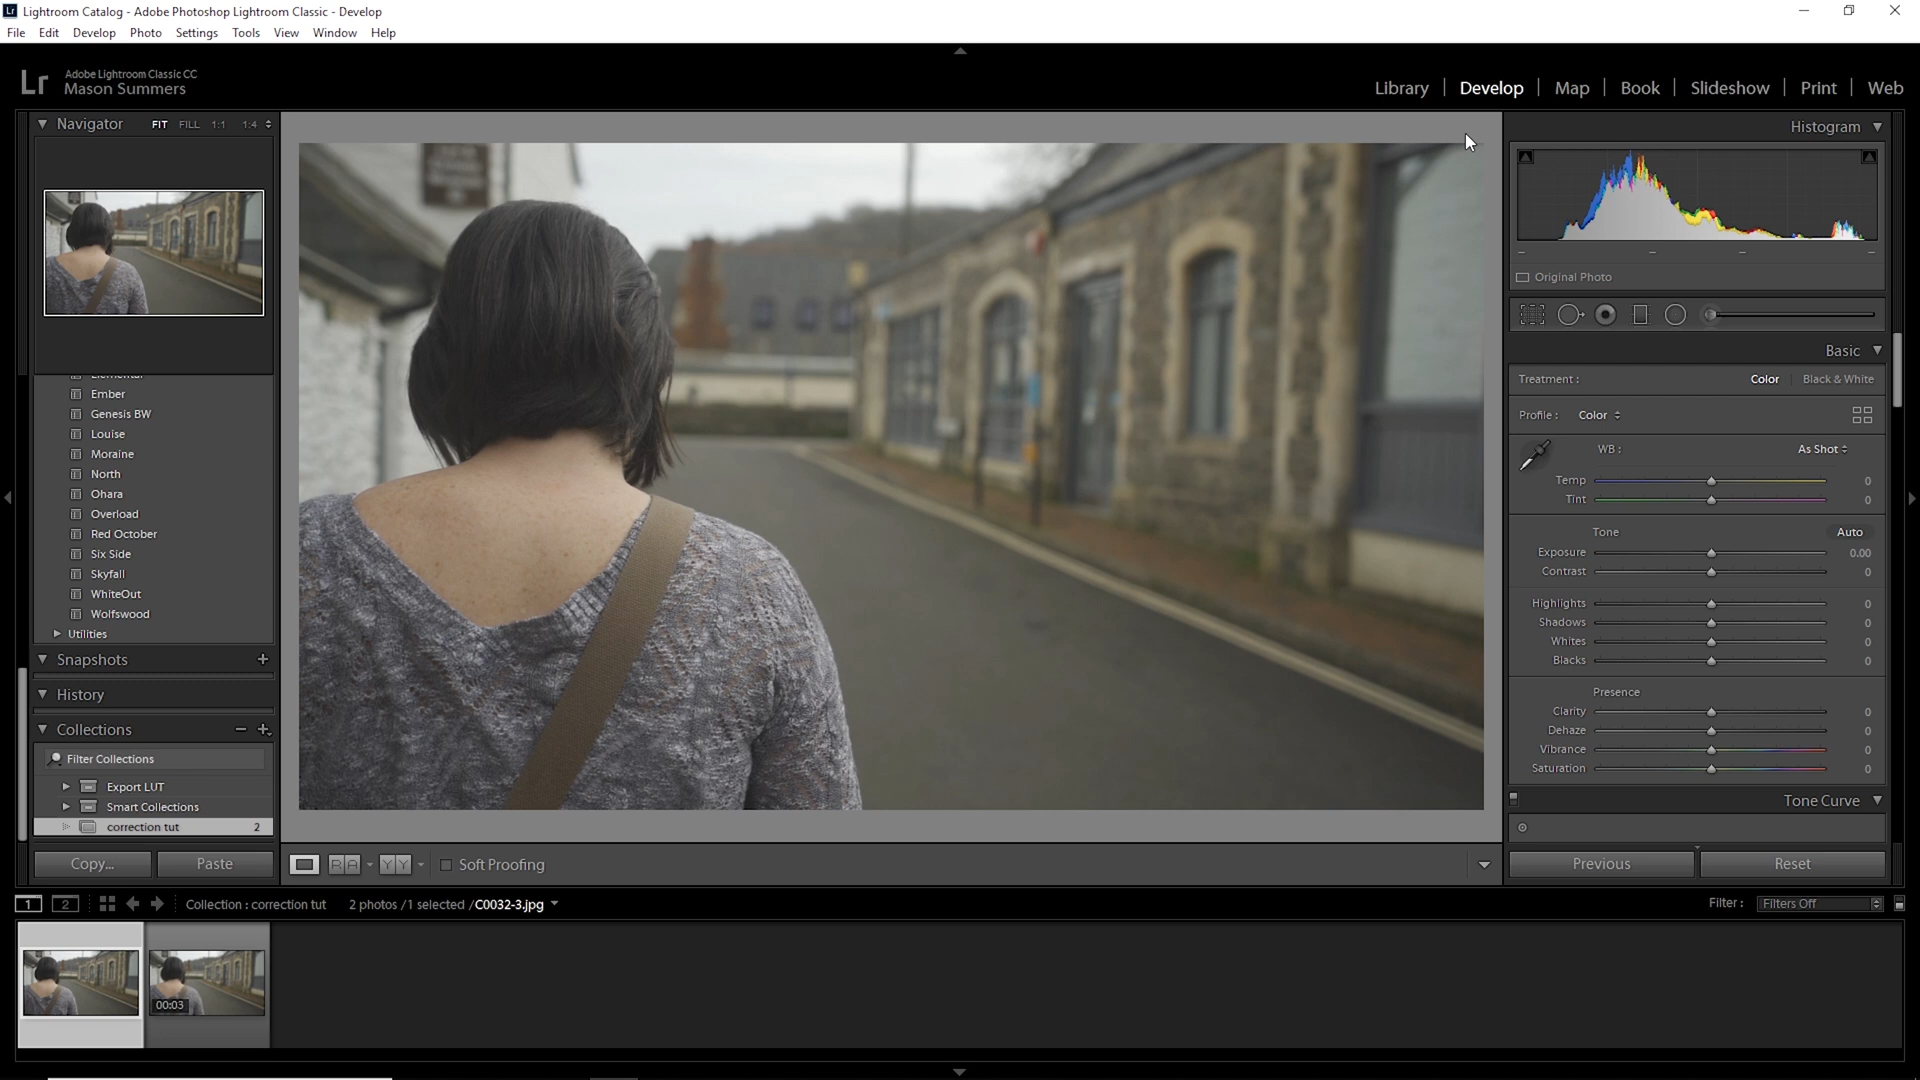 Lr Lightroom Catalog - Adobe Photoshop Lightroom Classic - Develop
File Edit Develop Photo Settings Tools View Window Help
Lr Adobe Lightroom Classic CC
Mason Summers
Library | Develop | Map | Book | Slideshow | Print | Web
Navigator FIT FILL 1:1 1:4
Ember
Genesis BW
Louise
Moraine
North
Ohara
Overload
Red October
Six Side
Skyfall
WhiteOut
Wolfswood
Utilities
Snapshots
History
Collections
Filter Collections
Export LUT
Smart Collections
correction tut 2
Copy... Paste
R A Y Y Soft Proofing
Histogram
Original Photo
Basic
Treatment : Color Black & White
Profile : Color
WB : As Shot
Temp 0
Tint 0
Tone Auto
Exposure 0.00
Contrast 0
Highlights 0
Shadows 0
Whites 0
Blacks 0
Presence
Clarity 0
Dehaze 0
Vibrance 0
Saturation 0
Tone Curve
Previous Reset
1 2 Collection : correction tut 2 photos /1 selected /C0032-3.jpg Filter : Filters Off
00:03